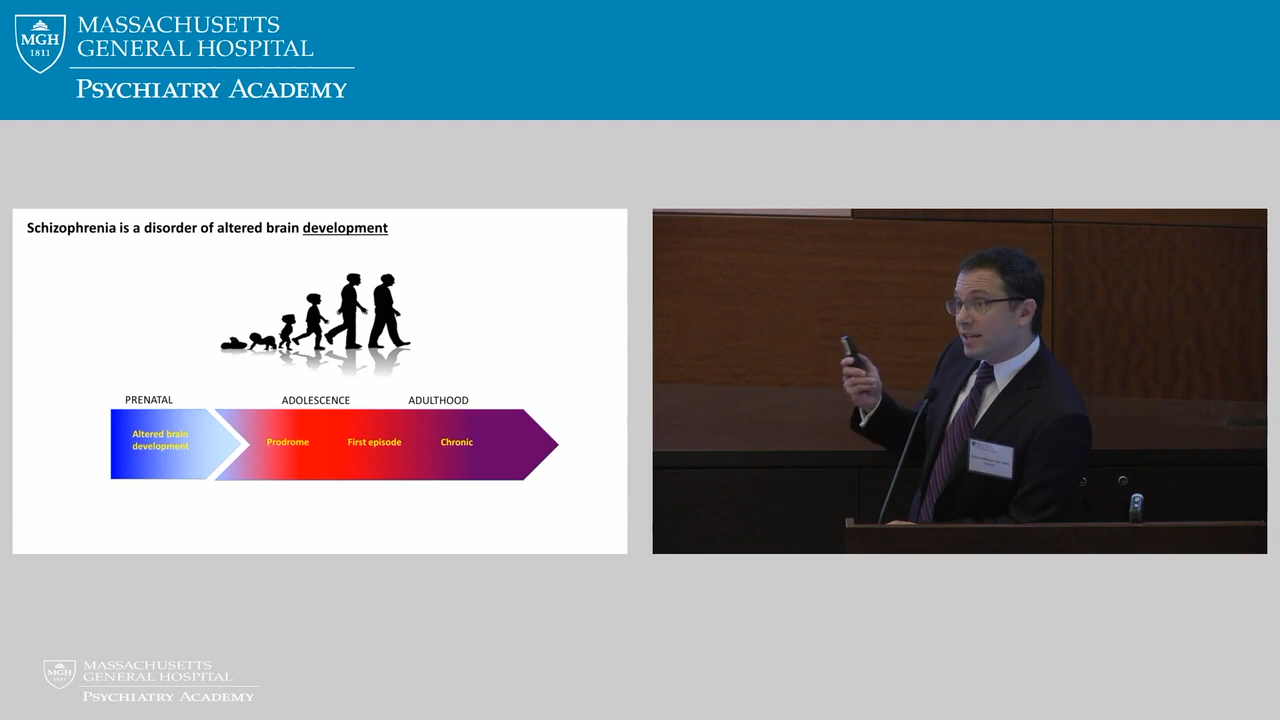 MASSACHUSETTS
GENERAL HOSPITAL
PSYCHIATRY ACADEMY
MGH
1811
Schizophrenia is a disorder of altered brain development
PRENATAL
ADOLESCENCE
ADULTHOOD
Altered brain
development
Prodrome
First episode
Chronic
MGH
1811
MASSACHUSETTS
GENERAL HOSPITAL
PSYCHIATRY ACADEMY